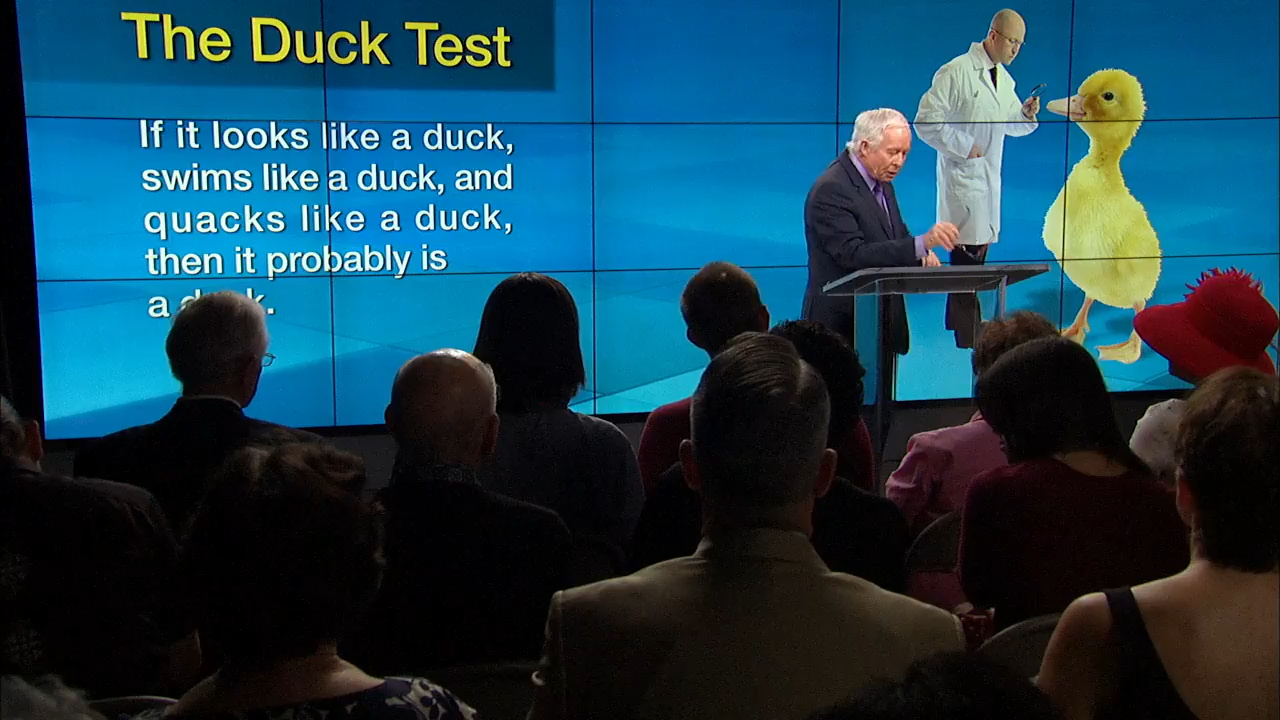 The Duck Test
If it looks like a duck,
swims like a duck, and
quacks like a duck,
then it probably is
a duck.